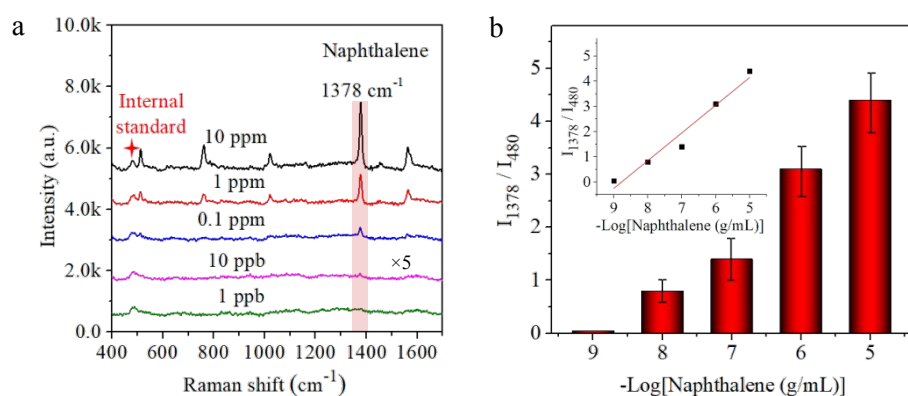 a
10.0k
8.0k
6.0k
4.0k
2.0k
0.0
Intensity (a.u.)
Naphthalene
1378 cm⁻¹
Internal
standard
10 ppm
1 ppm
0.1 ppm
10 ppb
×5
1 ppb
400 600 800 1000 1200 1400 1600
Raman shift (cm⁻¹)
b
5
4
3
2
1
0
I₁₃₇₈ / I₄₈₀
5
4
3
2
1
0
I₁₃₇₈ / I₄₈₀
9 8 7 6 5
-Log[Naphthalene (g/mL)]
9 8 7 6 5
-Log[Naphthalene (g/mL)]